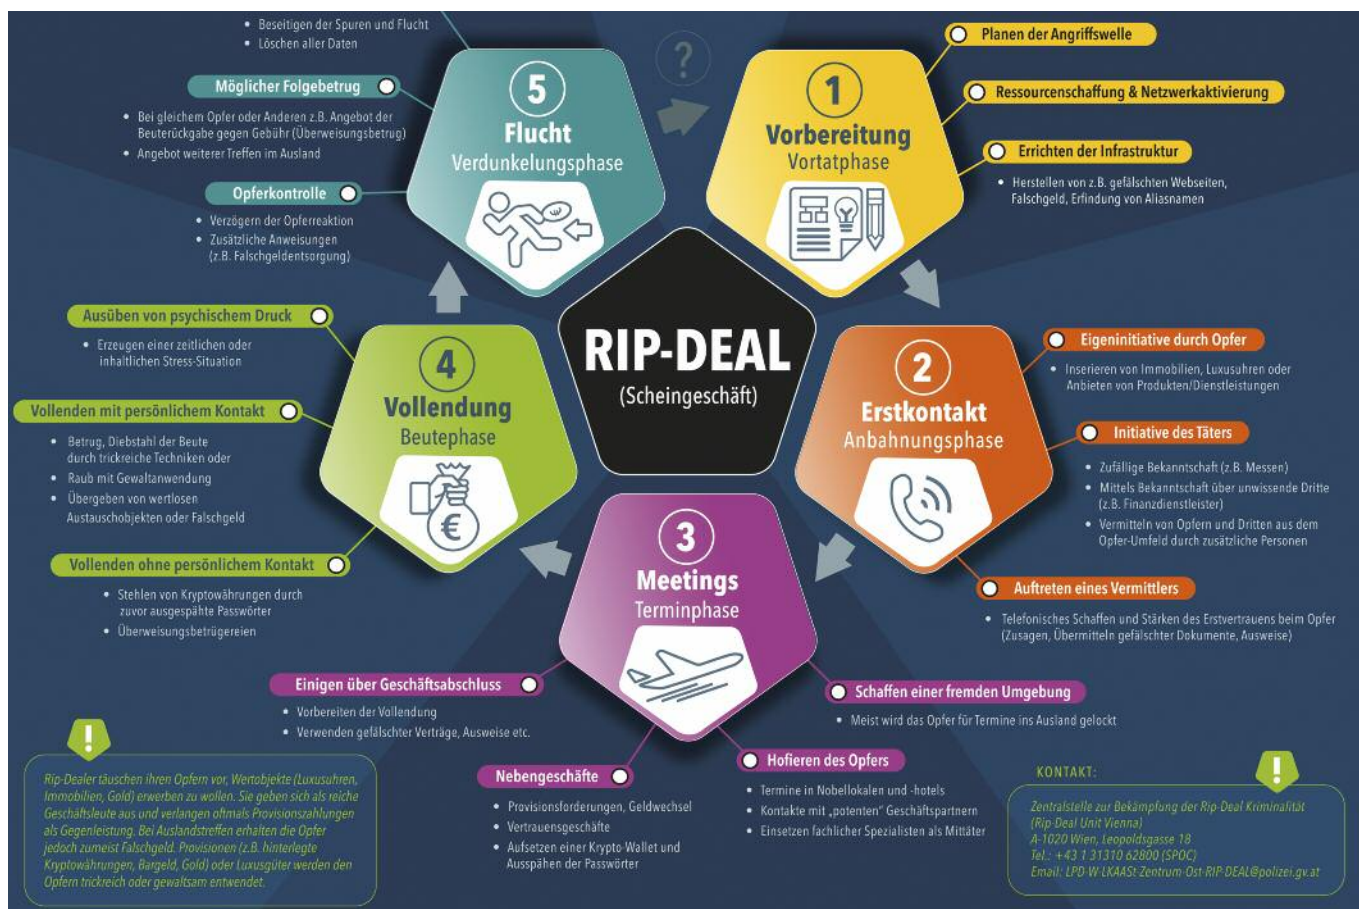 RIP-DEAL
(Scheingeschäft)
1
Vorbereitung
Vortatphase
Planen der Angriffswelle
Ressourcenschaffung & Netzwerkaktivierung
Errichten der Infrastruktur
• Herstellen von z.B. gefälschten Webseiten,
Falschgeld, Erfindung von Aliasnamen
2
Erstkontakt
Anbahnungsphase
Eigeninitiative durch Opfer
• Inserieren von Immobilien, Luxusuhren oder
Anbieten von Produkten/Dienstleistungen
Initiative des Täters
• Zufällige Bekanntschaft (z.B. Messen)
• Mittels Bekanntschaft über unwissende Dritte
(z.B. Finanzdienstleister)
• Vermitteln von Opfern und Dritten aus dem
Opfer-Umfeld durch zusätzliche Personen
Auftreten eines Vermittlers
• Telefonisches Schaffen und Stärken des Erstvertrauens beim Opfer
(Zusagen, Übermitteln gefälschter Dokumente, Ausweise)
3
Meetings
Terminphase
Schaffen einer fremden Umgebung
• Meist wird das Opfer für Termine ins Ausland gelockt
Hofieren des Opfers
• Termine in Nobellokalen und -hotels
• Kontakte mit „potenten“ Geschäftspartnern
• Einsetzen fachlicher Spezialisten als Mittäter
Nebengeschäfte
• Provisionsforderungen, Geldwechsel
• Vertrauensgeschäfte
• Aufsetzen einer Krypto-Wallet und
Ausspähen der Passwörter
Einigen über Geschäftsabschluss
• Vorbereiten der Vollendung
• Verwenden gefälschter Verträge, Ausweise etc.
4
Vollendung
Beutephase
€
Ausüben von psychischem Druck
• Erzeugen einer zeitlichen oder
inhaltlichen Stress-Situation
Vollenden mit persönlichem Kontakt
• Betrug, Diebstahl der Beute
durch trickreiche Techniken oder
• Raub mit Gewaltanwendung
• Übergeben von wertlosen
Austauschobjekten oder Falschgeld
Vollenden ohne persönlichem Kontakt
• Stehlen von Kryptowährungen durch
zuvor ausgespähte Passwörter
• Überweisungsbetrügereien
5
Flucht
Verdunkelungsphase
• Beseitigen der Spuren und Flucht
• Löschen aller Daten
Möglicher Folgebetrug
• Bei gleichem Opfer oder Anderen z.B. Angebot der
Beuterückgabe gegen Gebühr (Überweisungsbetrug)
• Angebot weiterer Treffen im Ausland
Opferkontrolle
• Verzögern der Opferreaktion
• Zusätzliche Anweisungen
(z.B. Falschgeldentsorgung)
?
!
Rip-Dealer täuschen ihren Opfern vor, Wertobjekte (Luxusuhren,
Immobilien, Gold) erwerben zu wollen. Sie geben sich als reiche
Geschäftsleute aus und verlangen oftmals Provisionszahlungen
als Gegenleistung. Bei Auslandstreffen erhalten die Opfer
jedoch zumeist Falschgeld. Provisionen (z.B. hinterlegte
Kryptowährungen, Bargeld, Gold) oder Luxusgüter werden den
Opfern trickreich oder gewaltsam entwendet.
KONTAKT:
!
Zentralstelle zur Bekämpfung der Rip-Deal Kriminalität
(Rip-Deal Unit Vienna)
A-1020 Wien, Leopoldsgasse 18
Tel.: +43 1 31310 62800 (SPOC)
Email: LPD-W-LKAASt-Zentrum-Ost-RIP-DEAL@polizei.gv.at